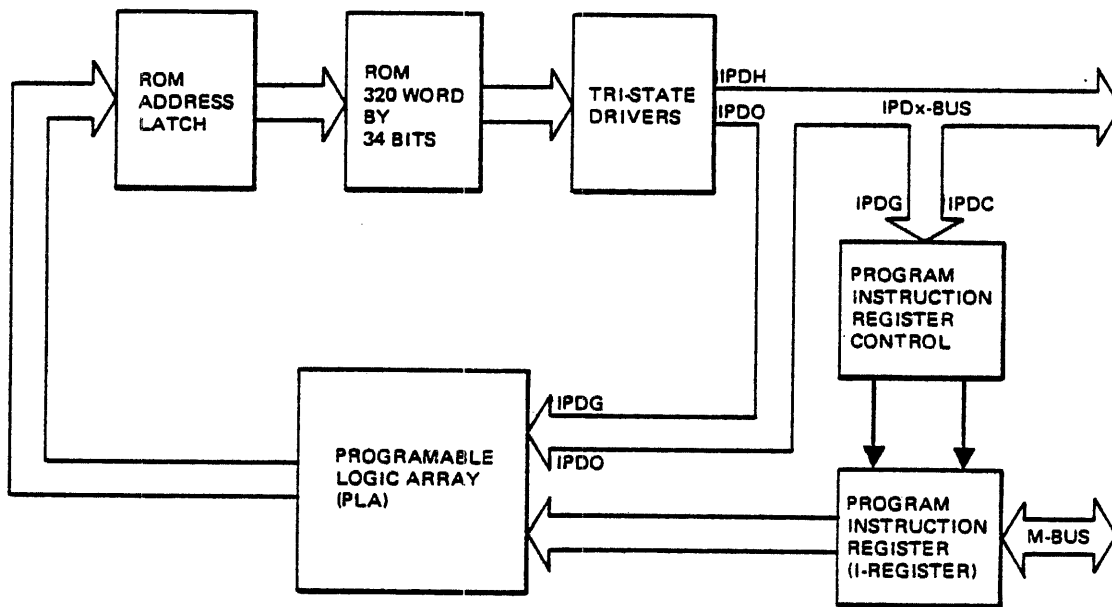 ROM
ADDRESS
LATCH
ROM
320 WORD
BY
34 BITS
TRI-STATE
DRIVERS
IPDH
IPDO
IPDx-BUS
IPDG
IPDC
PROGRAM
INSTRUCTION
REGISTER
CONTROL
IPDG
IPDO
PROGRAMABLE
LOGIC ARRAY
(PLA)
PROGRAM
INSTRUCTION
REGISTER
(I-REGISTER)
M-BUS